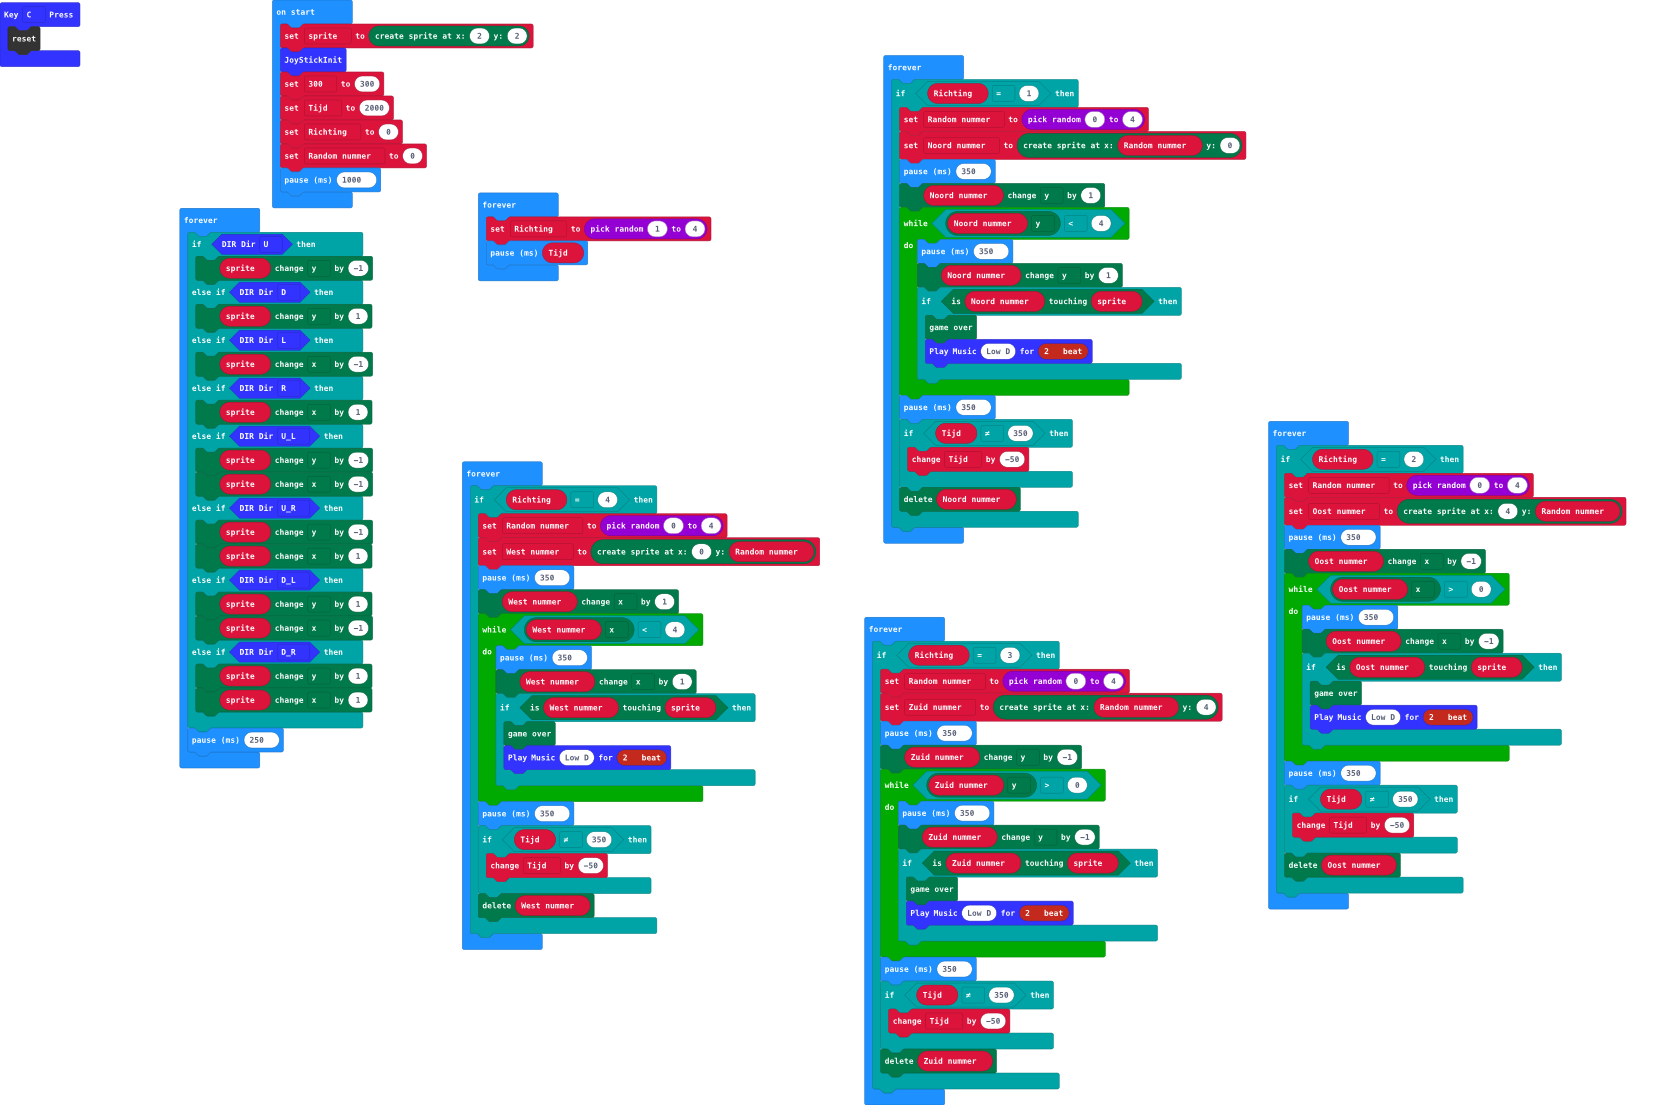 Key C Press
reset
on start
set sprite to create sprite at x: 2 y: 2
JoyStickInit
set 300 to 300
set Tijd to 2000
set Richting to 0
set Random nummer to 0
pause (ms) 1000
forever
if DIR Dir U then
sprite change y by -1
else if DIR Dir D then
sprite change y by 1
else if DIR Dir L then
sprite change x by -1
else if DIR Dir R then
sprite change x by 1
else if DIR Dir U_L then
sprite change y by -1
sprite change x by -1
else if DIR Dir U_R then
sprite change y by -1
sprite change x by 1
else if DIR Dir D_L then
sprite change y by 1
sprite change x by -1
else if DIR Dir D_R then
sprite change y by 1
sprite change x by 1
pause (ms) 250
forever
set Richting to pick random 1 to 4
pause (ms) Tijd
forever
if Richting = 4 then
set Random nummer to pick random 0 to 4
set West nummer to create sprite at x: 0 y: Random nummer
pause (ms) 350
West nummer change x by 1
while West nummer x < 4
do pause (ms) 350
West nummer change x by 1
if is West nummer touching sprite then
game over
Play Music Low D for 2 beat
pause (ms) 350
if Tijd ≠ 350 then
change Tijd by -50
delete West nummer
forever
if Richting = 1 then
set Random nummer to pick random 0 to 4
set Noord nummer to create sprite at x: Random nummer y: 0
pause (ms) 350
Noord nummer change y by 1
while Noord nummer y < 4
do pause (ms) 350
Noord nummer change y by 1
if is Noord nummer touching sprite then
game over
Play Music Low D for 2 beat
pause (ms) 350
if Tijd ≠ 350 then
change Tijd by -50
delete Noord nummer
forever
if Richting = 3 then
set Random nummer to pick random 0 to 4
set Zuid nummer to create sprite at x: Random nummer y: 4
pause (ms) 350
Zuid nummer change y by -1
while Zuid nummer y > 0
do pause (ms) 350
Zuid nummer change y by -1
if is Zuid nummer touching sprite then
game over
Play Music Low D for 2 beat
pause (ms) 350
if Tijd ≠ 350 then
change Tijd by -50
delete Zuid nummer
forever
if Richting = 2 then
set Random nummer to pick random 0 to 4
set Oost nummer to create sprite at x: 4 y: Random nummer
pause (ms) 350
Oost nummer change x by -1
while Oost nummer x > 0
do pause (ms) 350
Oost nummer change x by -1
if is Oost nummer touching sprite then
game over
Play Music Low D for 2 beat
pause (ms) 350
if Tijd ≠ 350 then
change Tijd by -50
delete Oost nummer